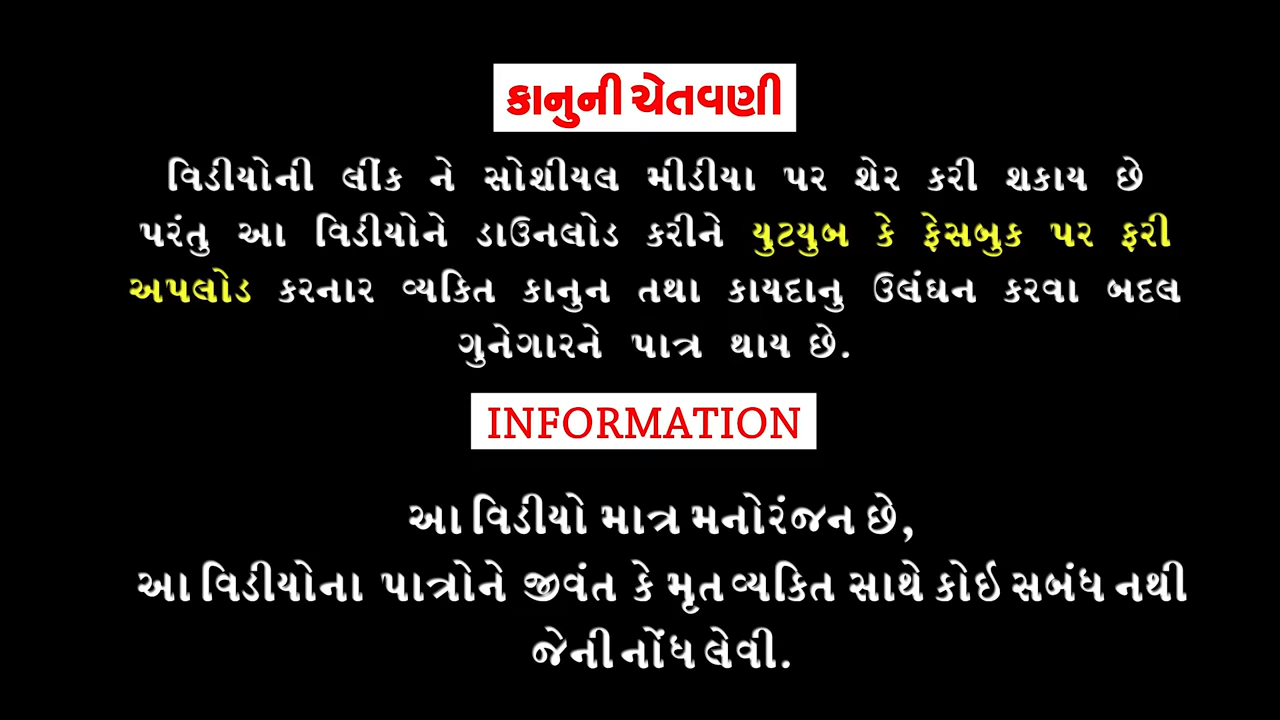 કાનુની ચેતવણી
વિડીયોની લીંક ને સોશીયલ મીડીયા પર શેર કરી શકાય છે
પરંતુ આ વિડીયોને ડાઉનલોડ કરીને યુટયુબ કે ફેસબુક પર ફરી
અપલોડ કરનાર વ્યકિત કાનુન તથા કાયદાનુ ઉલંઘન કરવા બદલ
ગુનેગારને પાત્ર થાય છે.
INFORMATION
આ વિડીયો માત્ર મનોરંજન છે,
આ વિડીયોના પાત્રોને જીવંત કે મૃત વ્યકિત સાથે કોઇ સબંધ નથી
જેની નોંધ લેવી.